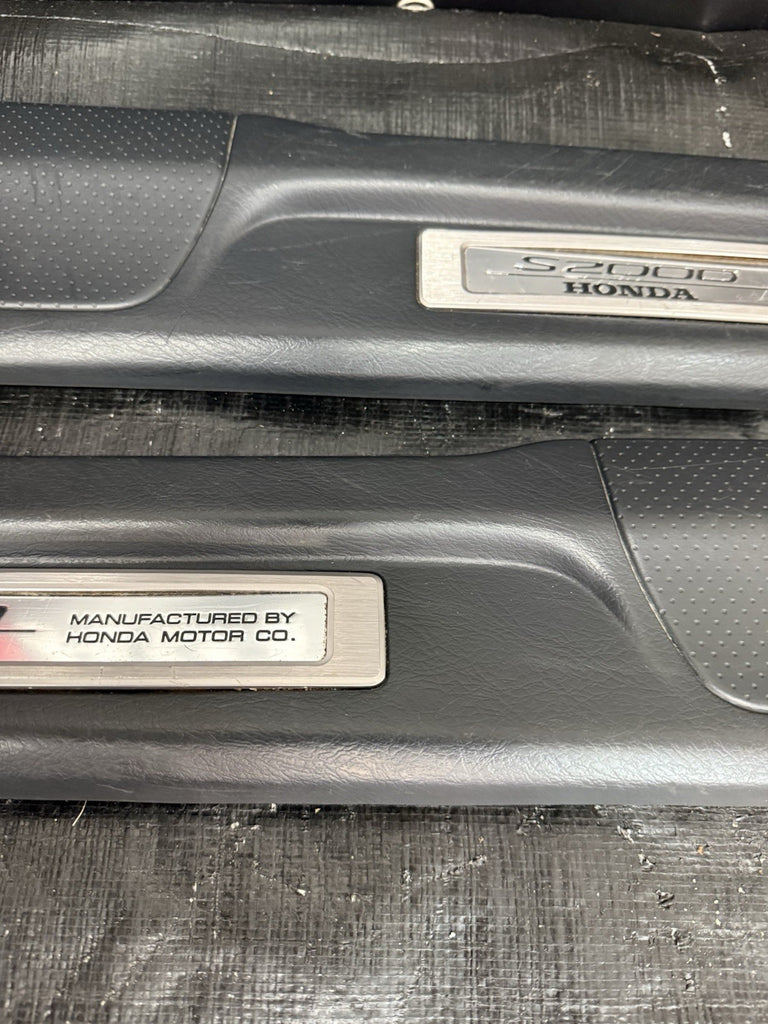 S2000
HONDA
MANUFACTURED BY
HONDA MOTOR CO.